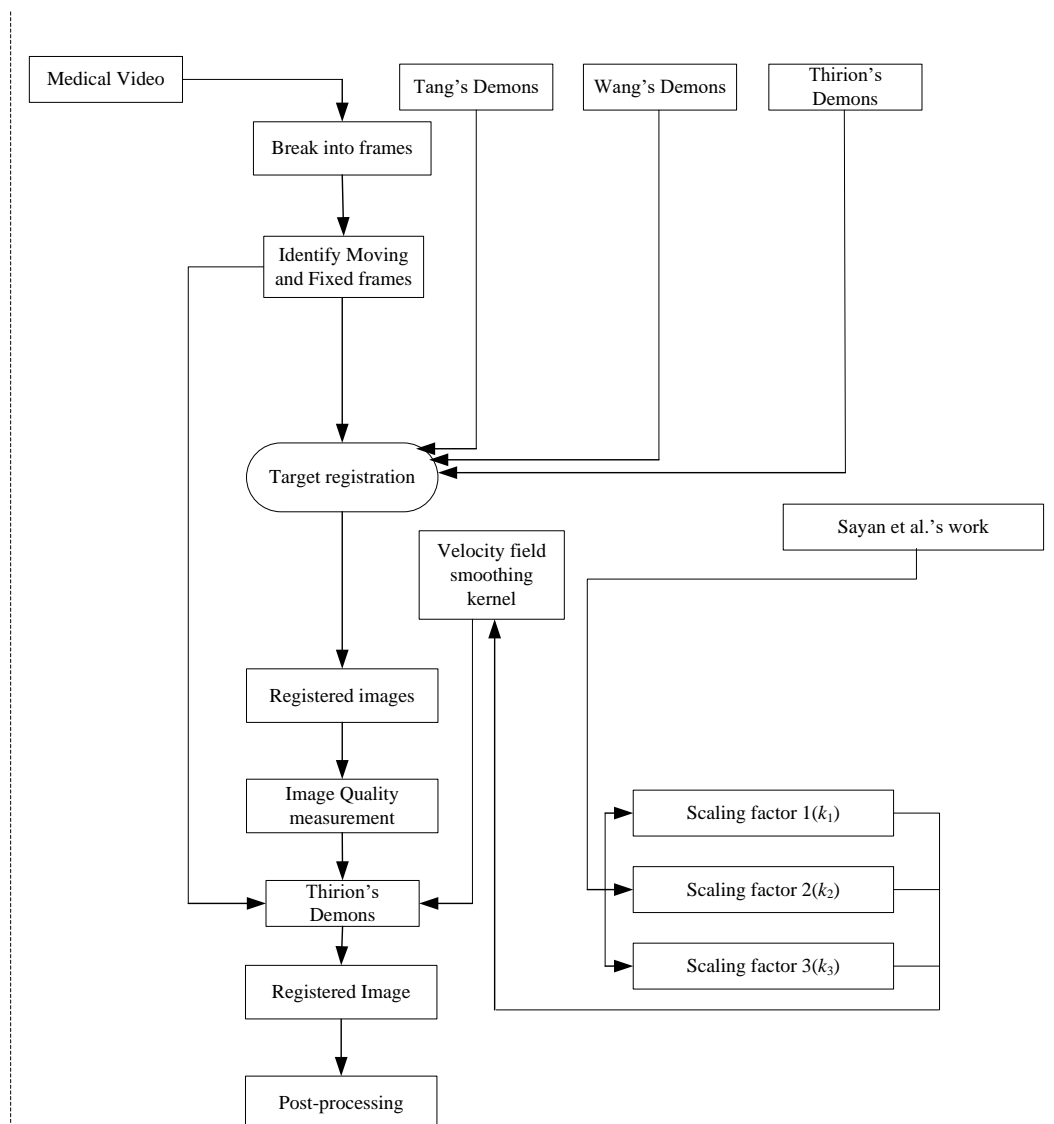 Medical Video
Tang's Demons
Wang's Demons
Thirion's
Demons
Break into frames
Identify Moving
and Fixed frames
Target registration
Velocity field
smoothing
kernel
Sayan et al.'s work
Registered images
Image Quality
measurement
Scaling factor 1(k₁)
Scaling factor 2(k₂)
Scaling factor 3(k₃)
Thirion's
Demons
Registered Image
Post-processing